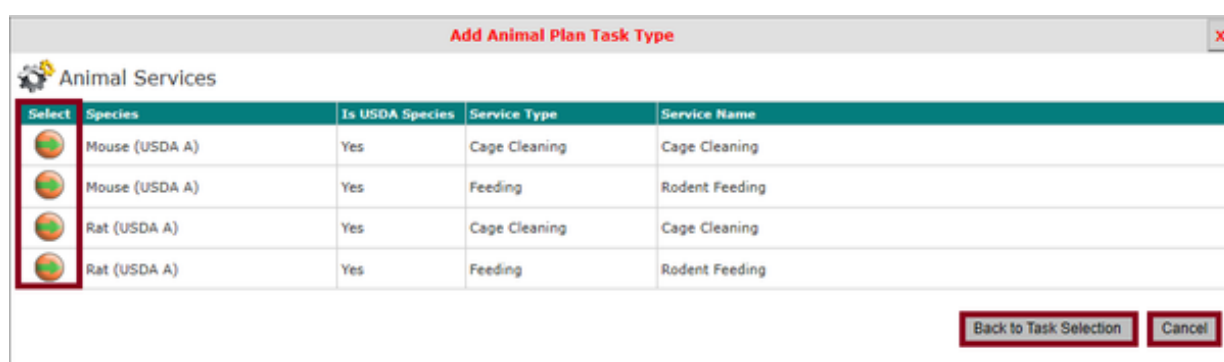 Add Animal Plan Task Type
X
Animal Services
Select Species Is USDA Species Service Type Service Name
Mouse (USDA A) Yes Cage Cleaning Cage Cleaning
Mouse (USDA A) Yes Feeding Rodent Feeding
Rat (USDA A) Yes Cage Cleaning Cage Cleaning
Rat (USDA A) Yes Feeding Rodent Feeding
Back to Task Selection Cancel